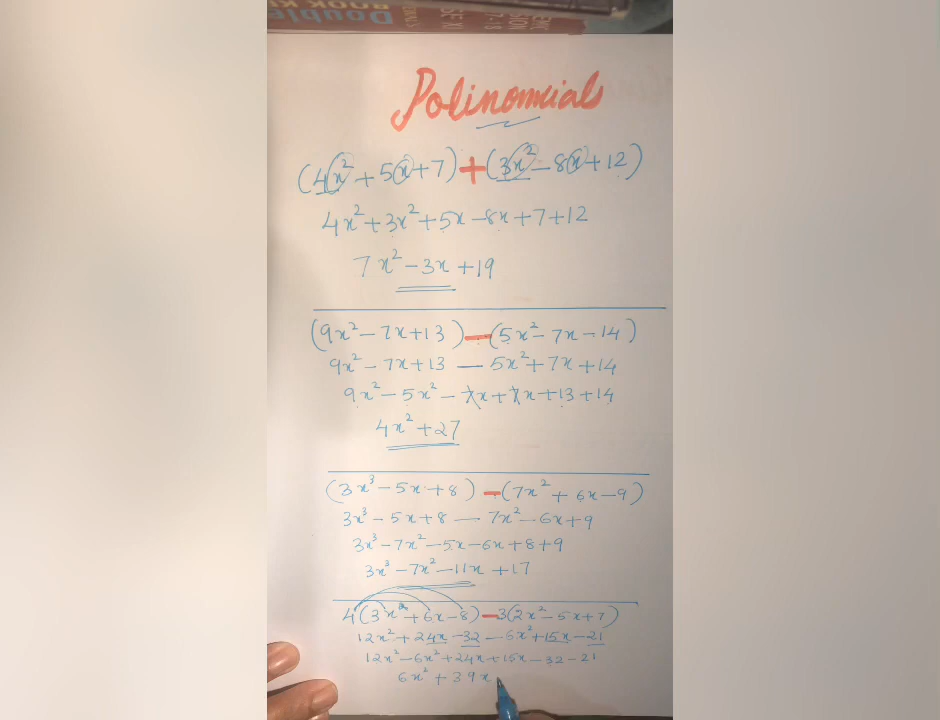 Double
BOOK K
Polinomial
(4x² + 5x + 7) + (3x² - 8x + 12)
4x² + 3x² + 5x - 8x + 7 + 12
7x² - 3x + 19
(9x² - 7x + 13) - (5x² - 7x - 14)
9x² - 7x + 13 - 5x² + 7x + 14
9x² - 5x² - 7x + 7x + 13 + 14
4x² + 27
(3x³ - 5x + 8) - (7x² + 6x - 9)
3x³ - 5x + 8 - 7x² - 6x + 9
3x³ - 7x² - 5x - 6x + 8 + 9
3x³ - 7x² - 11x + 17
4(3x² + 6x - 8) - 3(2x² - 5x + 7)
12x² + 24x - 32 - 6x² + 15x - 21
12x² - 6x² + 24x + 15x - 32 - 21
6x² + 39x